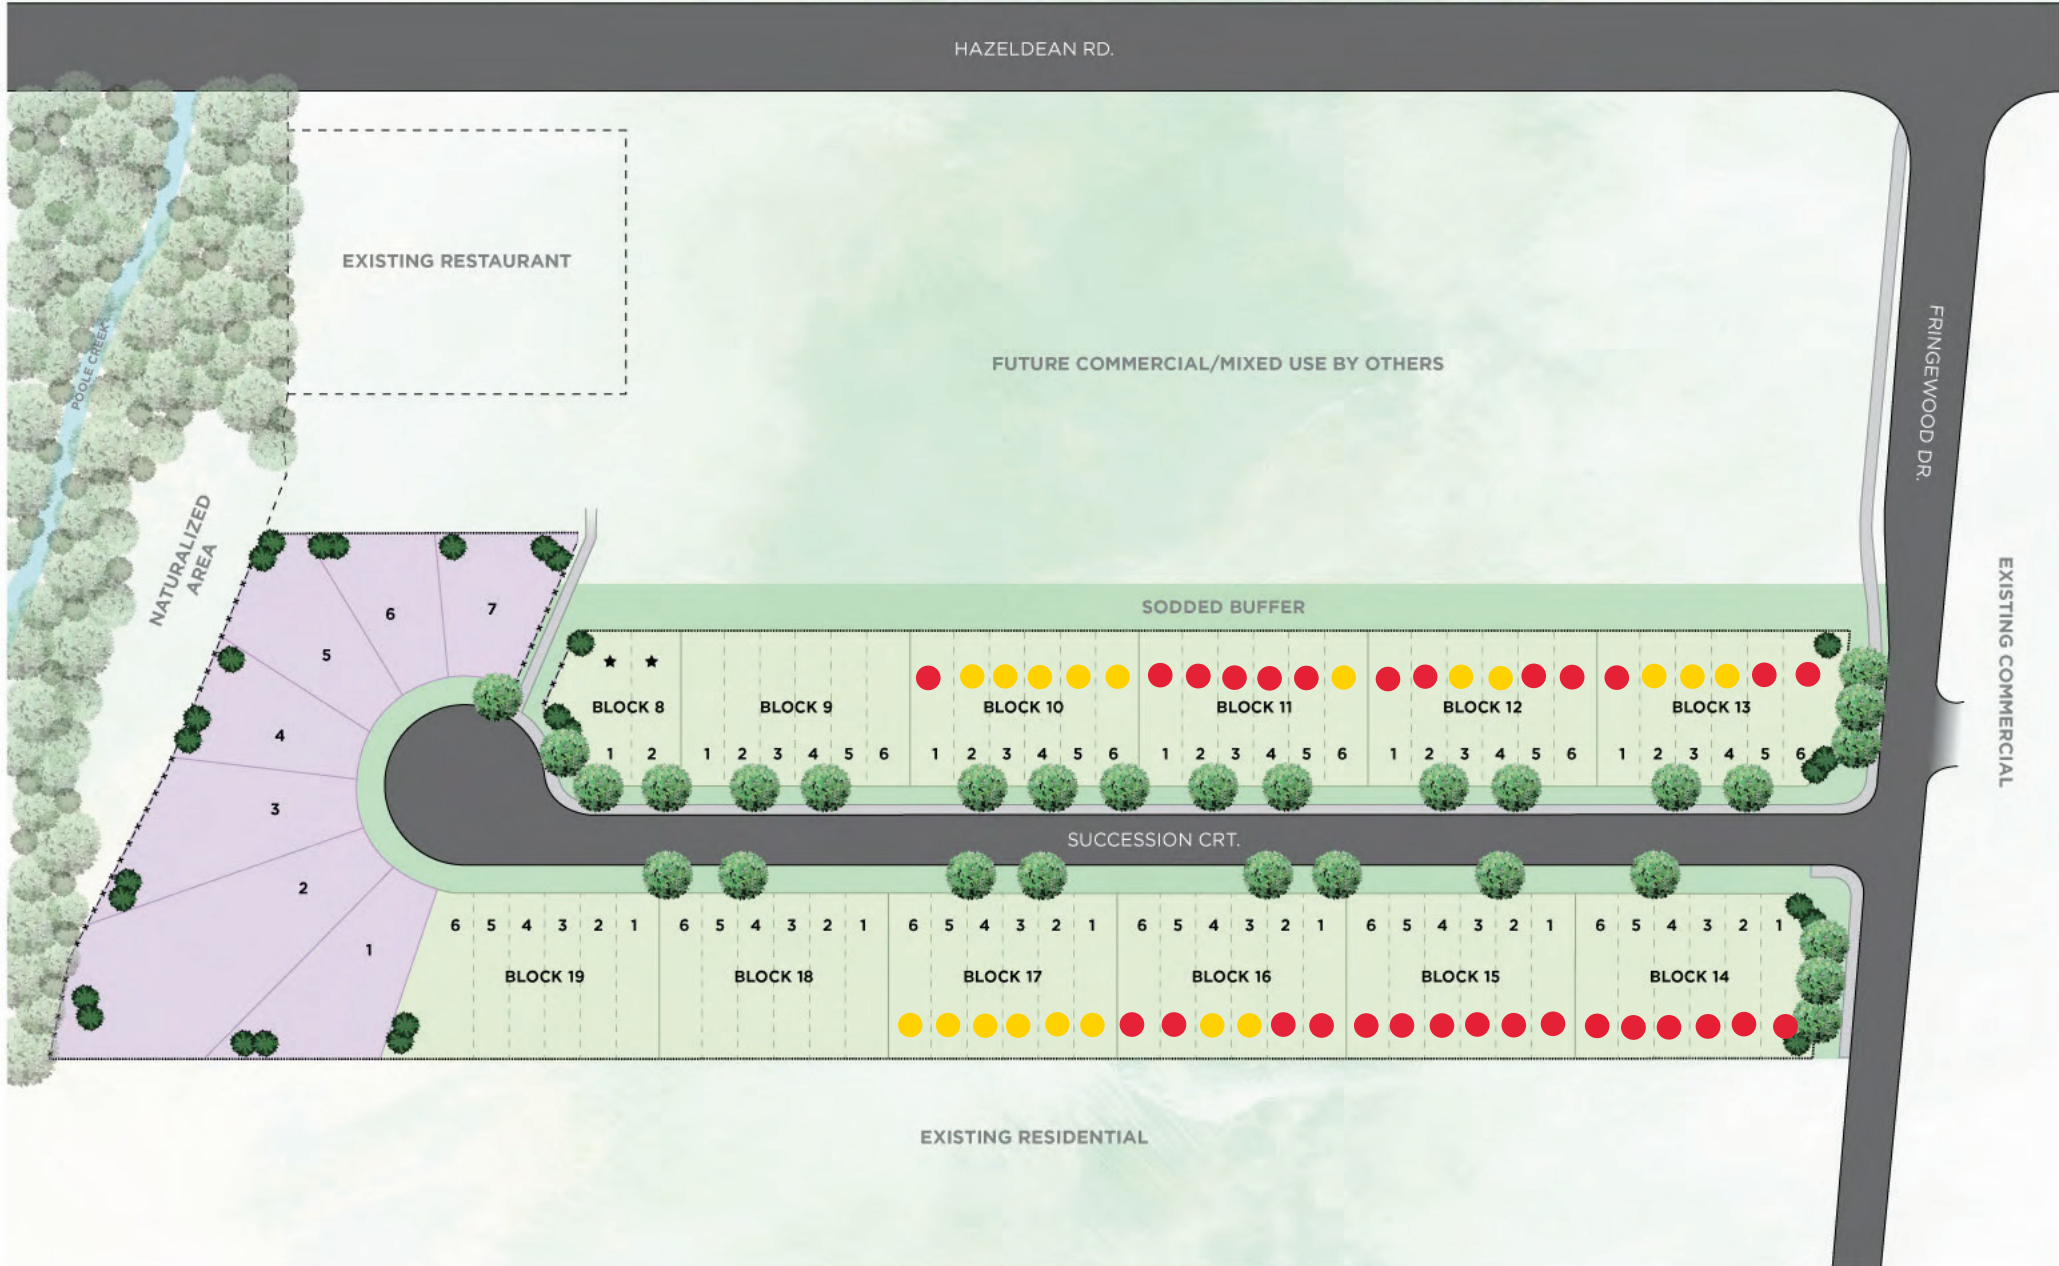 HAZELDEAN RD.
EXISTING RESTAURANT
POOLE CREEK
FUTURE COMMERCIAL/MIXED USE BY OTHERS
FRINGEWOOD DR.
NATURALIZED
AREA
EXISTING COMMERCIAL
SODDED BUFFER
7
6
5
4
3
2
1
BLOCK 8
BLOCK 9
BLOCK 10
BLOCK 11
BLOCK 12
BLOCK 13
1 2
1 2 3 4 5 6
1 2 3 4 5 6
1 2 3 4 5 6
1 2 3 4 5 6
1 2 3 4 5 6
SUCCESSION CRT.
6 5 4 3 2 1
6 5 4 3 2 1
6 5 4 3 2 1
6 5 4 3 2 1
6 5 4 3 2 1
6 5 4 3 2 1
BLOCK 19
BLOCK 18
BLOCK 17
BLOCK 16
BLOCK 15
BLOCK 14
EXISTING RESIDENTIAL